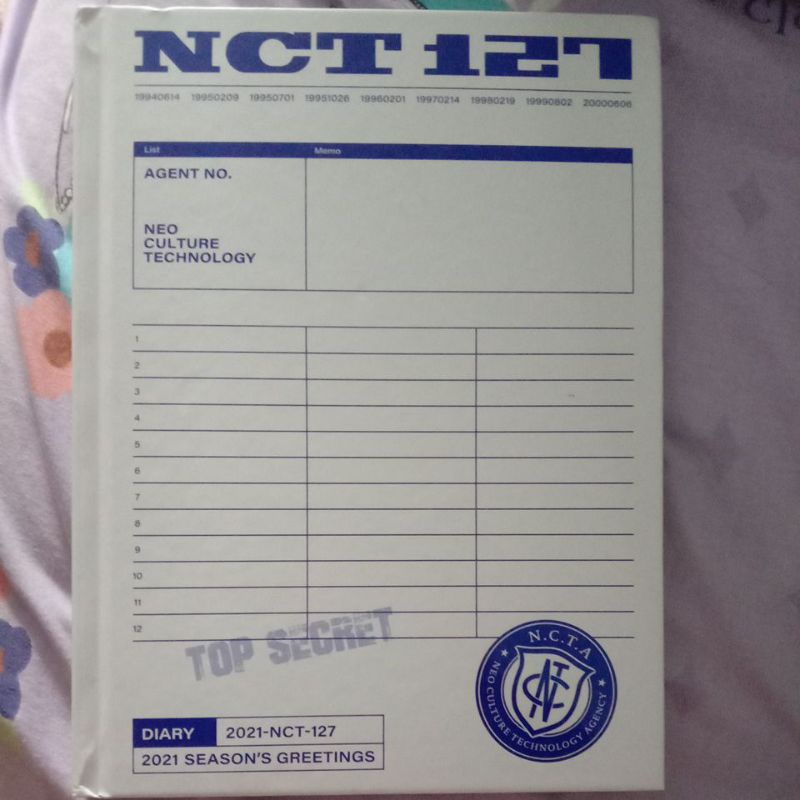 NCT 127
19940614 19950209 19950701 19951026 19960201 19970214 19980219 19990802 20000606
List Memo
AGENT NO.
NEO
CULTURE
TECHNOLOGY
1
2
3
4
5
6
7
8
9
10
11
12
TOP SECRET
N.C.T.A
NEO CULTURE TECHNOLOGY AGENCY
NCT
DIARY 2021-NCT-127
2021 SEASON'S GREETINGS